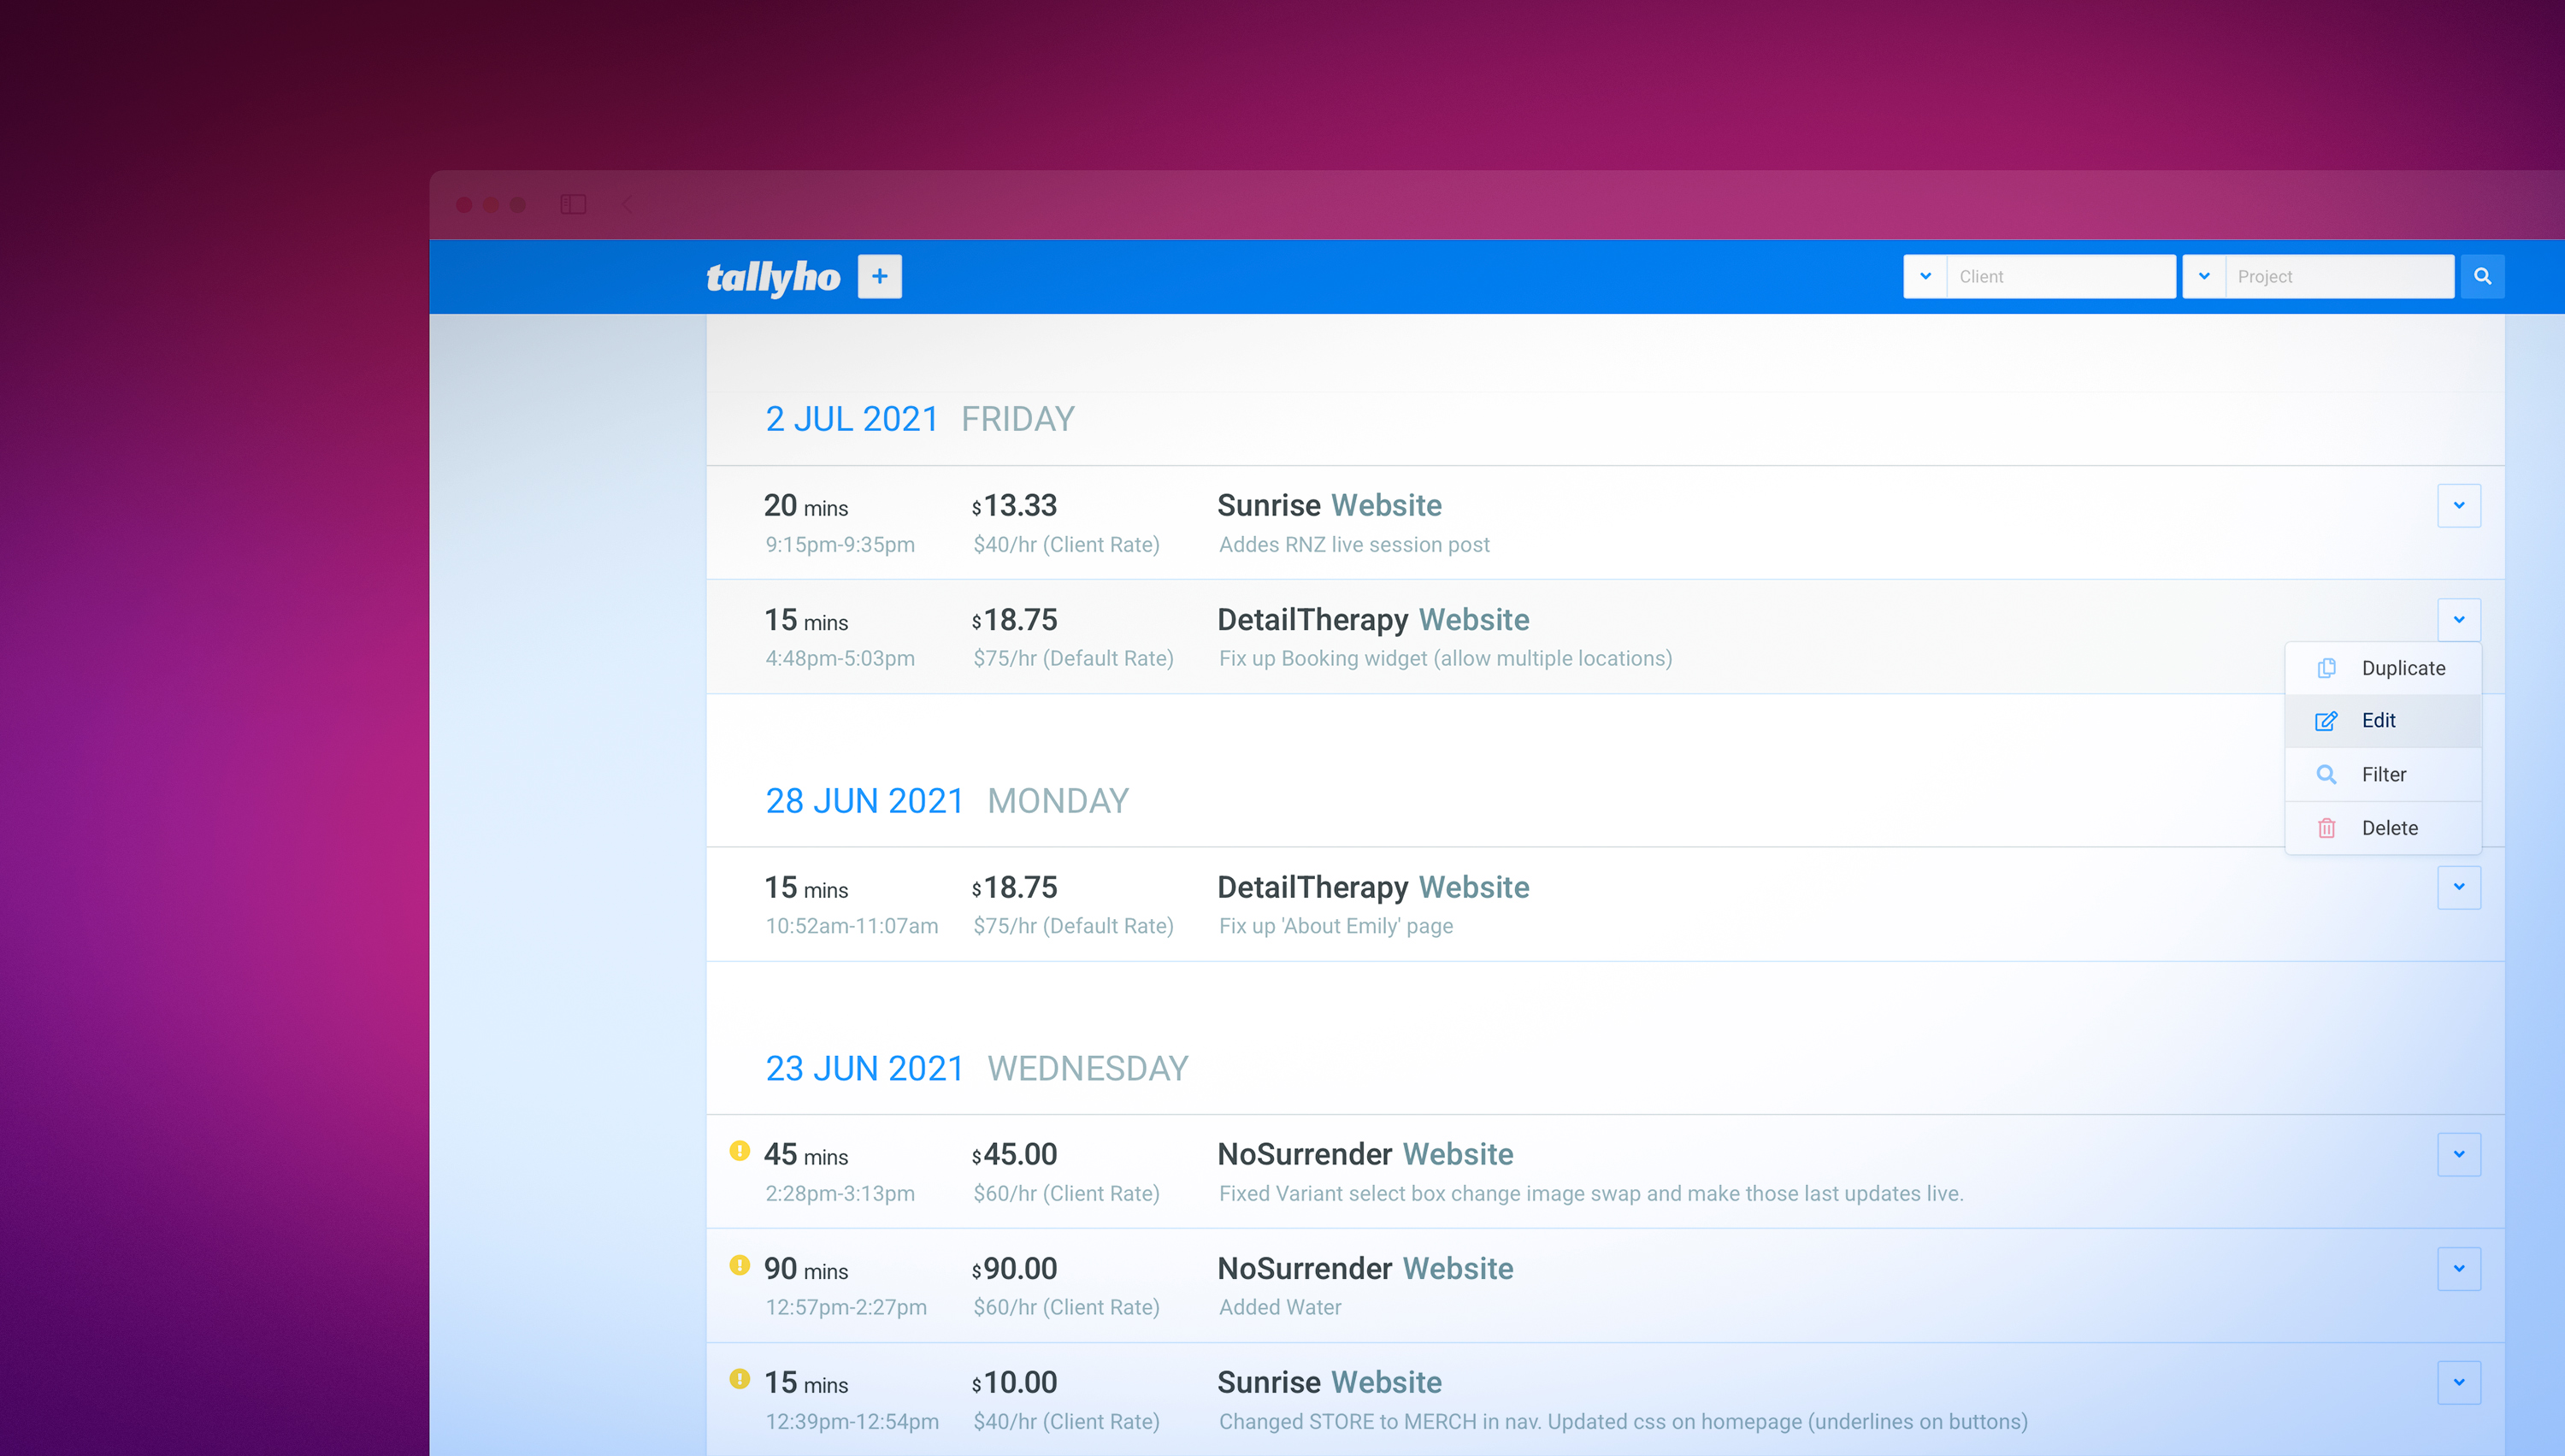 tallyho + Client Project
2 JUL 2021 FRIDAY
20 mins $13.33 Sunrise Website
9:15pm-9:35pm $40/hr (Client Rate) Addes RNZ live session post
15 mins $18.75 DetailTherapy Website
4:48pm-5:03pm $75/hr (Default Rate) Fix up Booking widget (allow multiple locations)
Duplicate
Edit
Filter
Delete
28 JUN 2021 MONDAY
15 mins $18.75 DetailTherapy Website
10:52am-11:07am $75/hr (Default Rate) Fix up 'About Emily' page
23 JUN 2021 WEDNESDAY
45 mins $45.00 NoSurrender Website
2:28pm-3:13pm $60/hr (Client Rate) Fixed Variant select box change image swap and make those last updates live.
90 mins $90.00 NoSurrender Website
12:57pm-2:27pm $60/hr (Client Rate) Added Water
15 mins $10.00 Sunrise Website
12:39pm-12:54pm $40/hr (Client Rate) Changed STORE to MERCH in nav. Updated css on homepage (underlines on buttons)